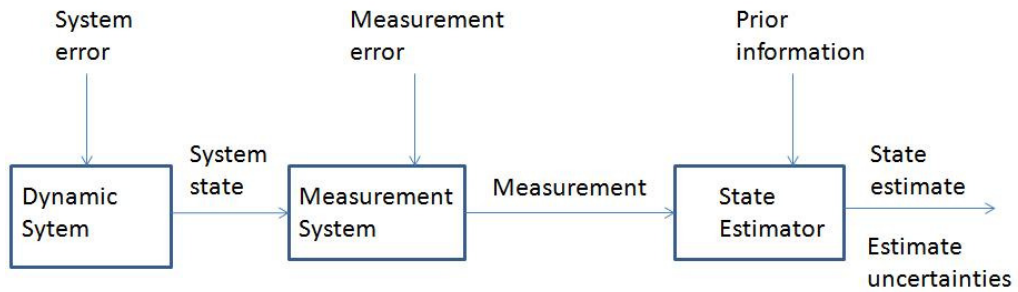 System
error
Measurement
error
Prior
information
Dynamic
Sytem
System
state
Measurement
System
Measurement
State
Estimator
State
estimate
Estimate
uncertainties